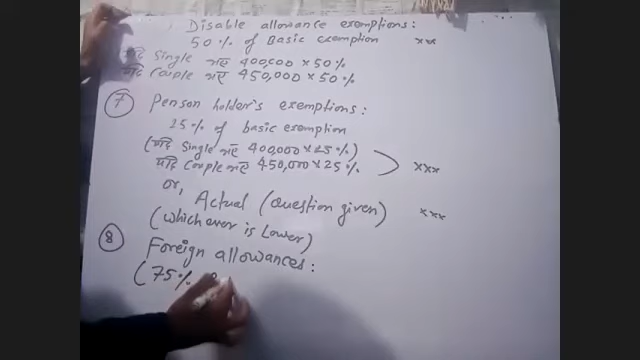 Disable allowance exemptions:
50% of Basic exemption xx
यदि Single भए 400,000 x 50%
यदि Couple भए 450,000 x 50%
7 Penson holder's exemptions:
25% of basic exemption
(यदि Single भए 400,000 x 25%)
यदि Couple भए 450,000 x 25% xxx
or,
Actual (question given) xxx
(whichever is Lower)
8 Foreign allowances:
(75%